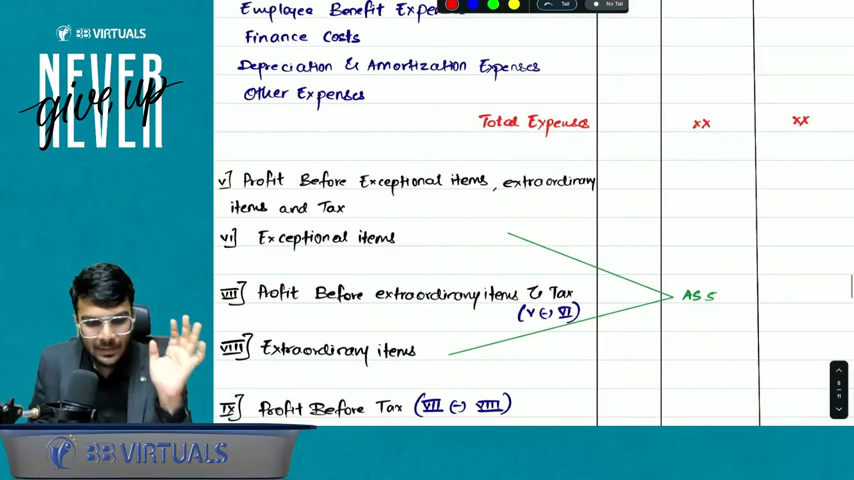 Employee Benefit
Tail
No Tail
BB VIRTUALS
Finance Costs
NEVER
give up
NEVER
Depreciation & Amortization Expenses
Other Expenses
Total Expenses xx xx
V] Profit Before Exceptional items, extraordinary
items and Tax
VI] Exceptional items
VII] Profit Before extraordinary items & Tax
(V (-) VI)
AS 5
VIII] Extraordinary items
IX] Profit Before Tax (VII (-) VIII)
BB VIRTUALS